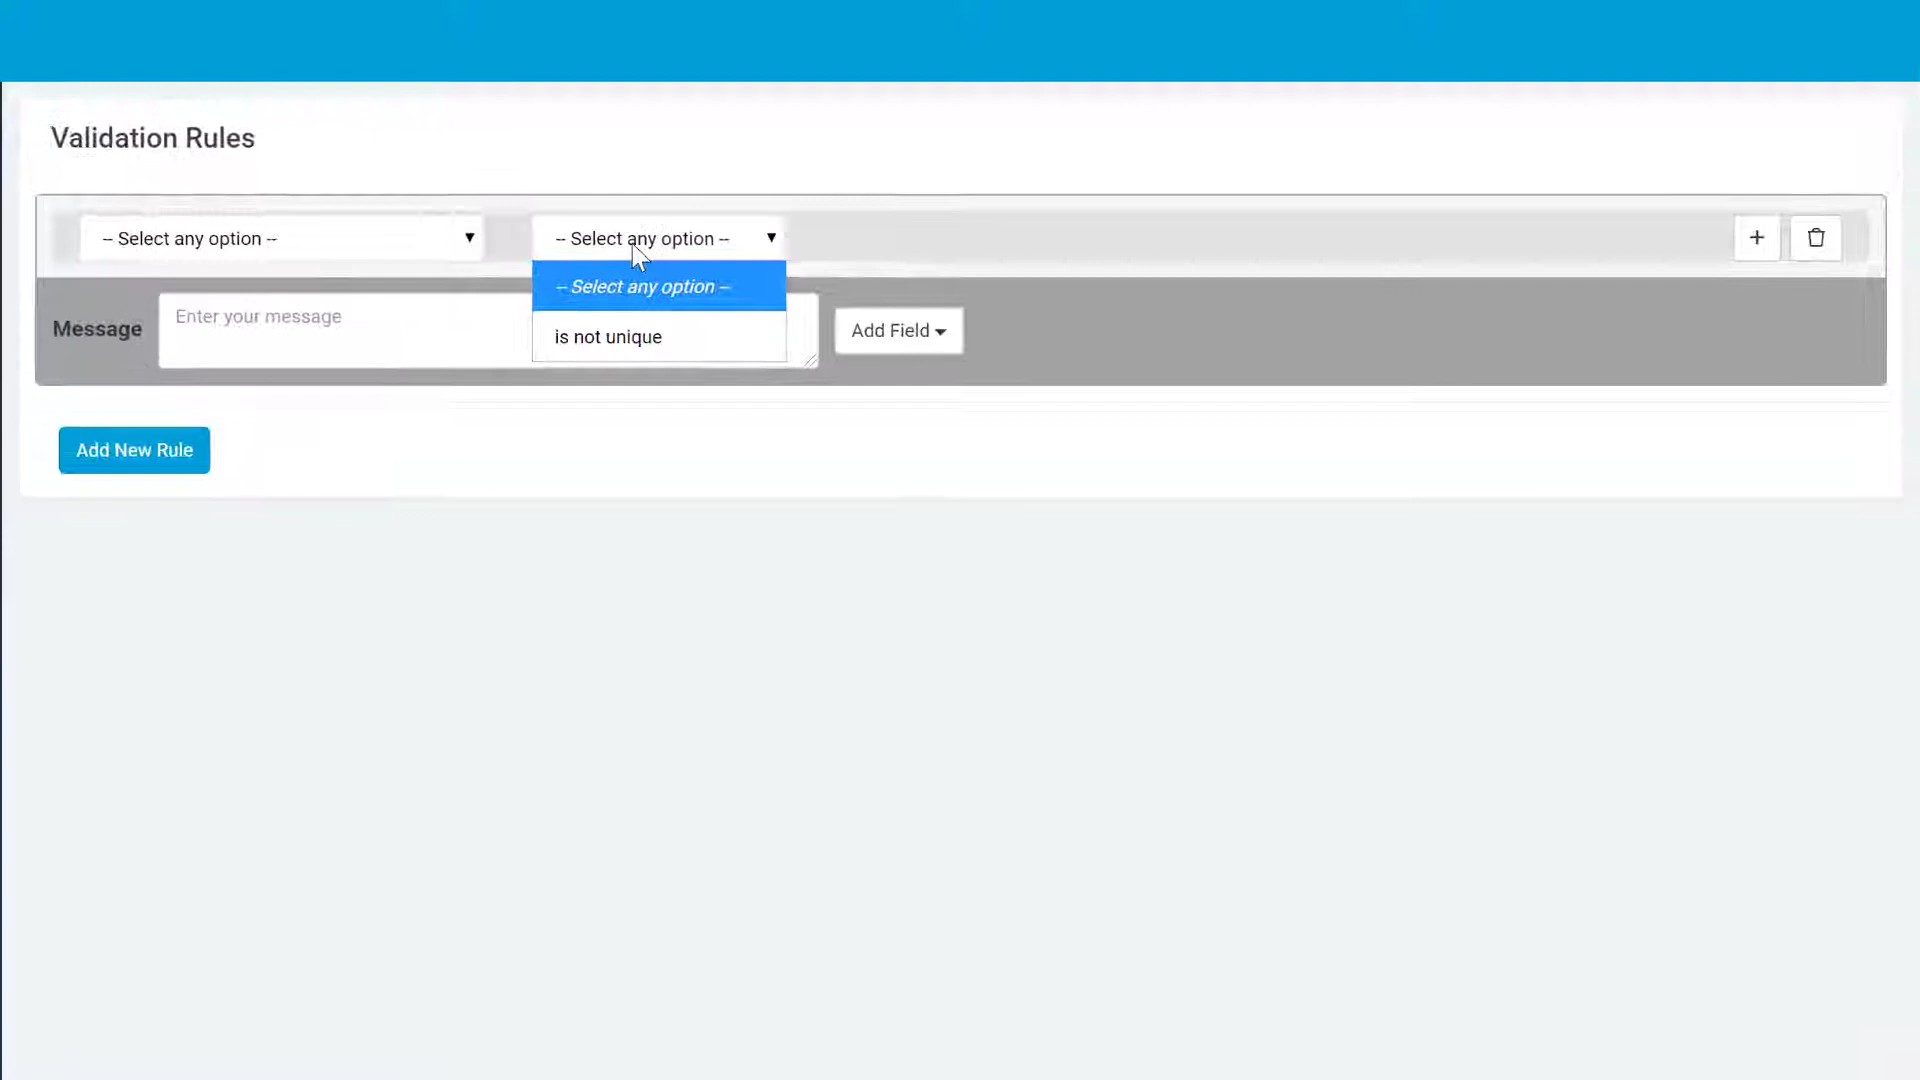 Validation Rules
-- Select any option --
-- Select any option --
-- Select any option --
is not unique
Message
Enter your message
Add Field
Add New Rule